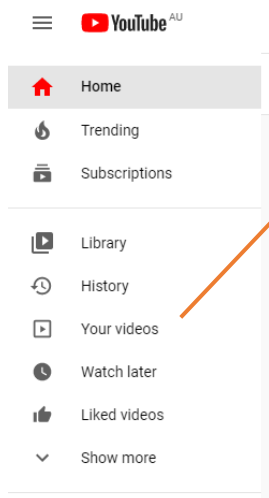 YouTube AU
Home
Trending
Subscriptions
Library
History
Your videos
Watch later
Liked videos
Show more